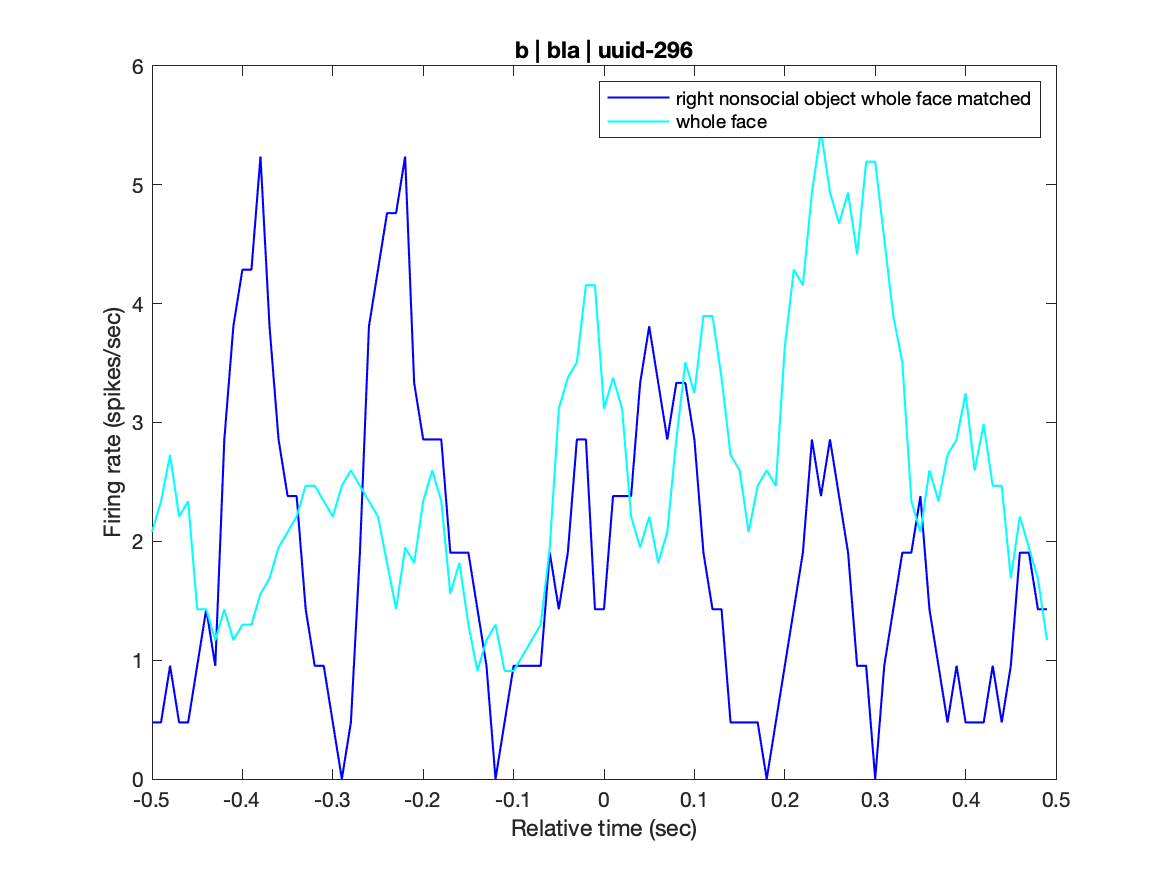 b | bla | uuid-296
right nonsocial object whole face matched
whole face
Firing rate (spikes/sec)
6
5
4
3
2
1
0
-0.5 -0.4 -0.3 -0.2 -0.1 0 0.1 0.2 0.3 0.4 0.5
Relative time (sec)